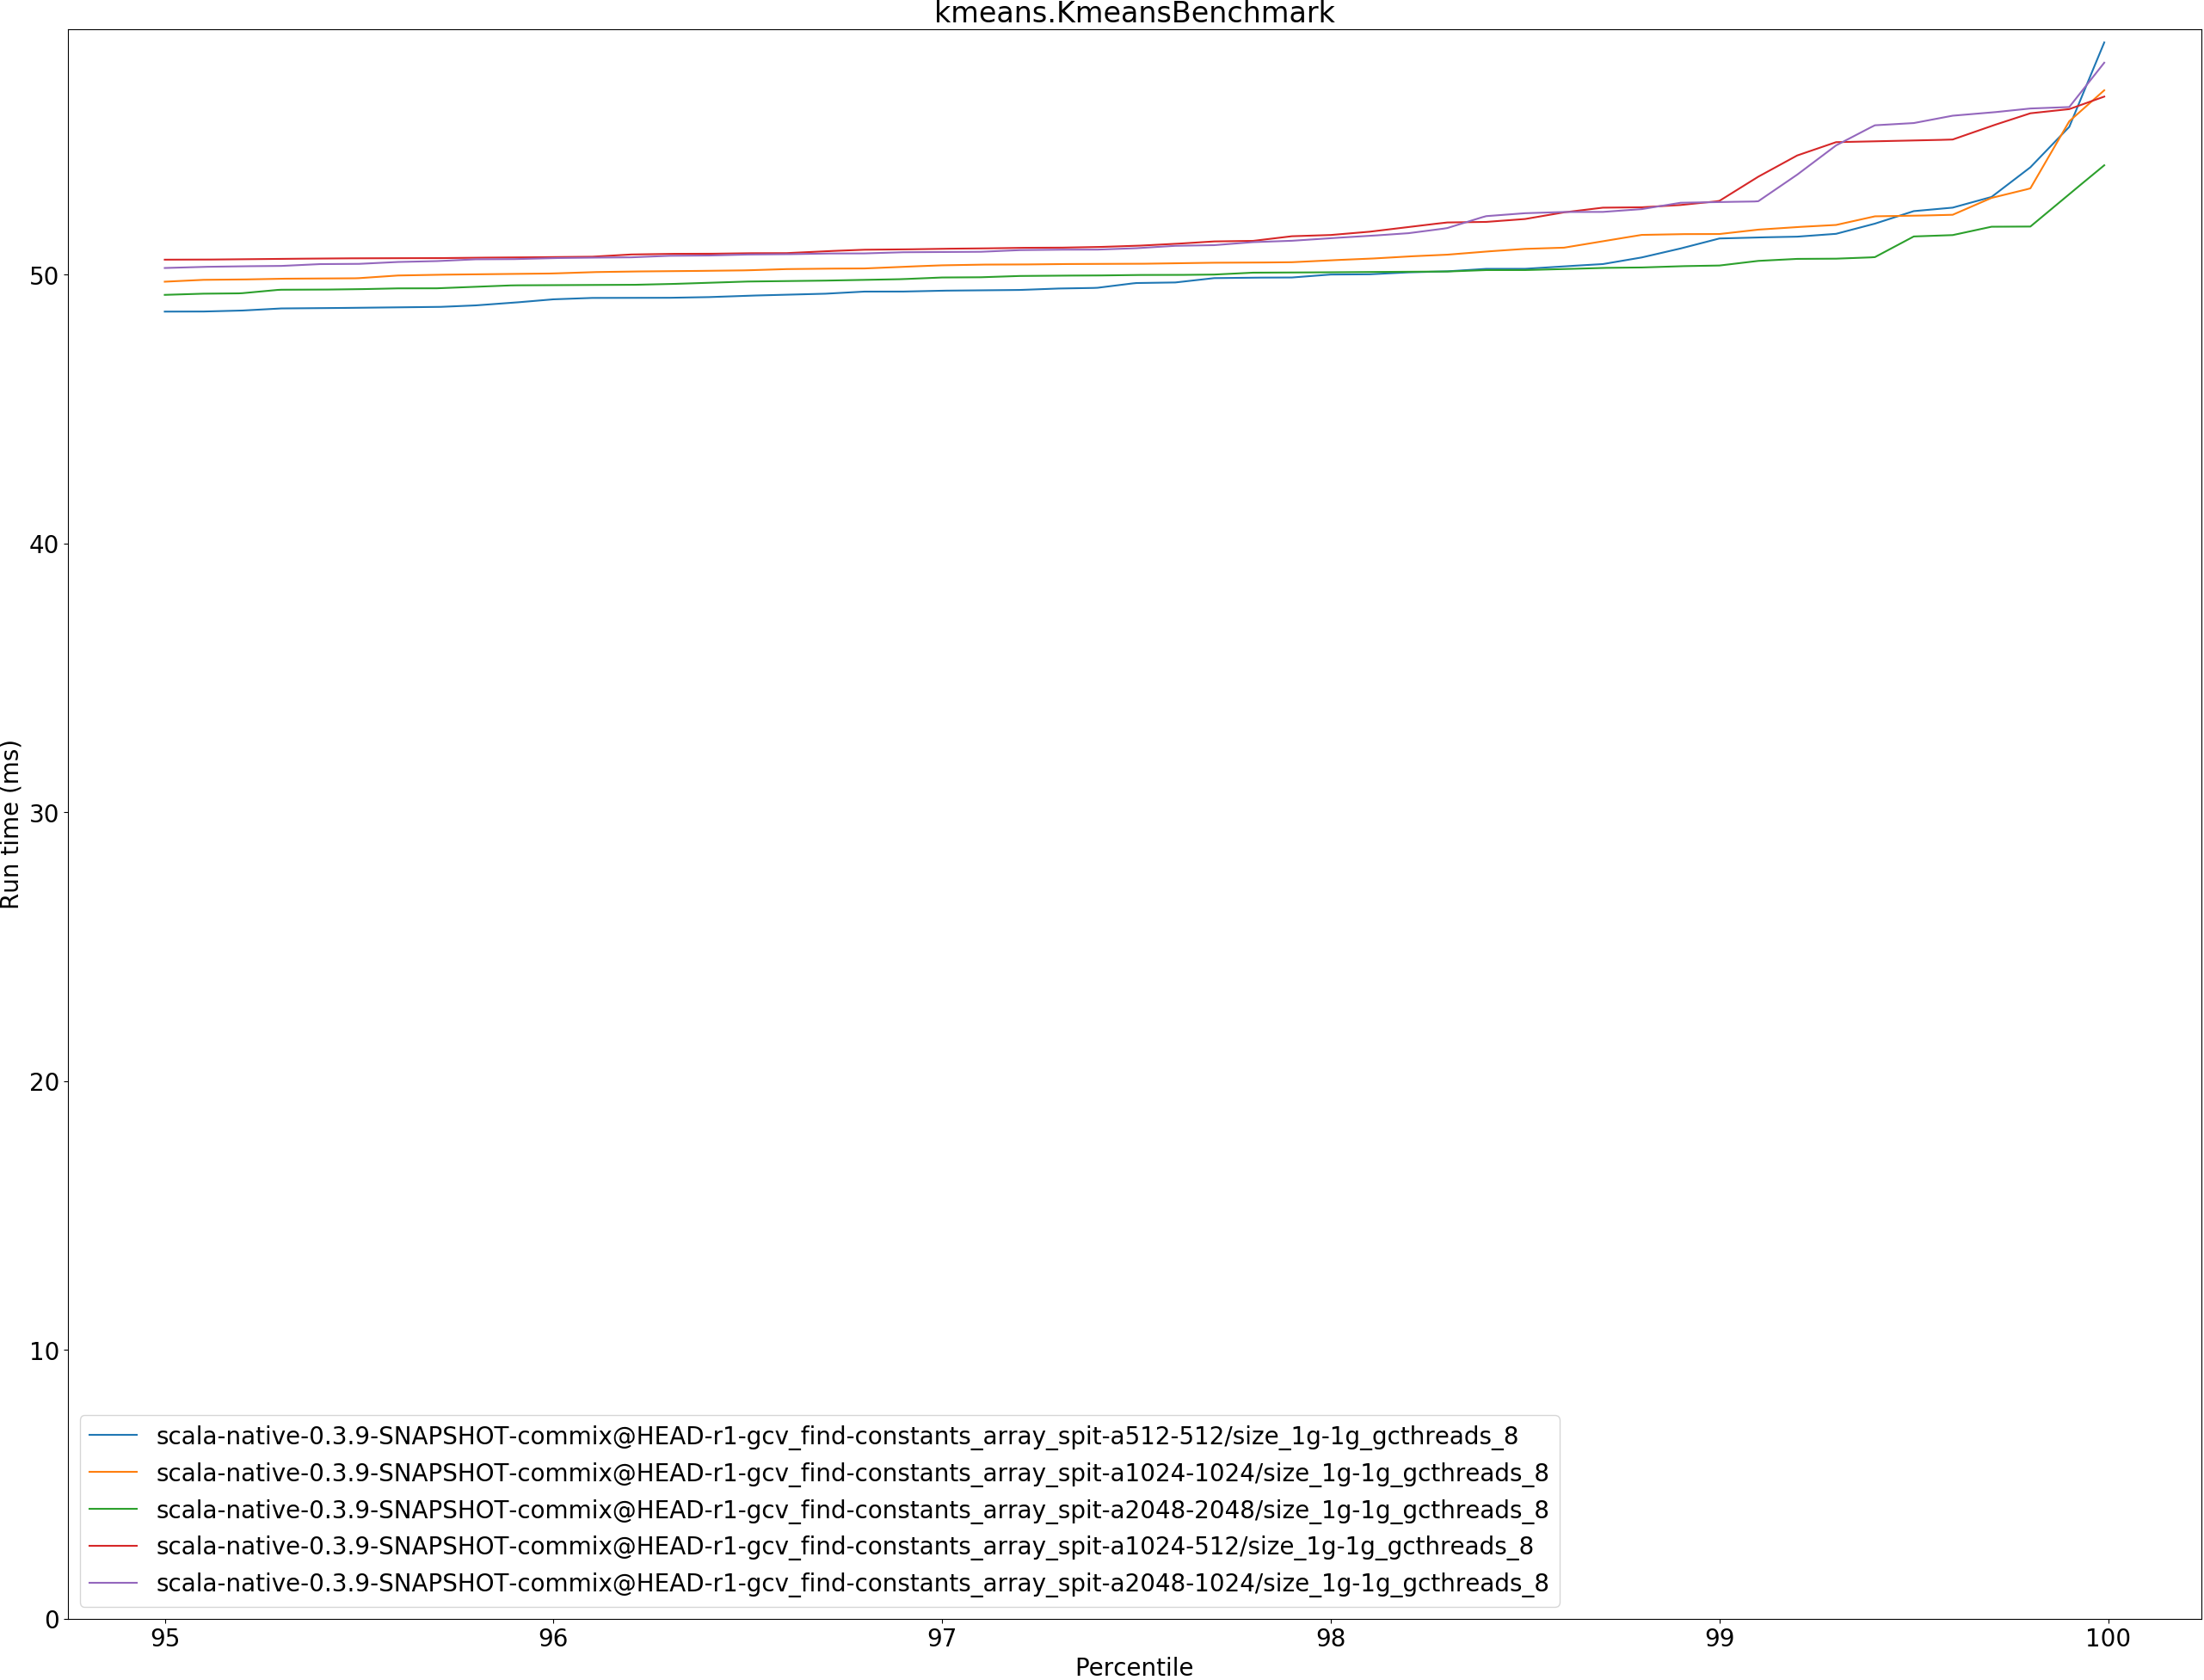 kmeans.KmeansBenchmark
Run time (ms)
50
40
30
20
10
0
scala-native-0.3.9-SNAPSHOT-commix@HEAD-r1-gcv_find-constants_array_spit-a512-512/size_1g-1g_gcthreads_8
scala-native-0.3.9-SNAPSHOT-commix@HEAD-r1-gcv_find-constants_array_spit-a1024-1024/size_1g-1g_gcthreads_8
scala-native-0.3.9-SNAPSHOT-commix@HEAD-r1-gcv_find-constants_array_spit-a2048-2048/size_1g-1g_gcthreads_8
scala-native-0.3.9-SNAPSHOT-commix@HEAD-r1-gcv_find-constants_array_spit-a1024-512/size_1g-1g_gcthreads_8
scala-native-0.3.9-SNAPSHOT-commix@HEAD-r1-gcv_find-constants_array_spit-a2048-1024/size_1g-1g_gcthreads_8
95 96 97 98 99 100
Percentile